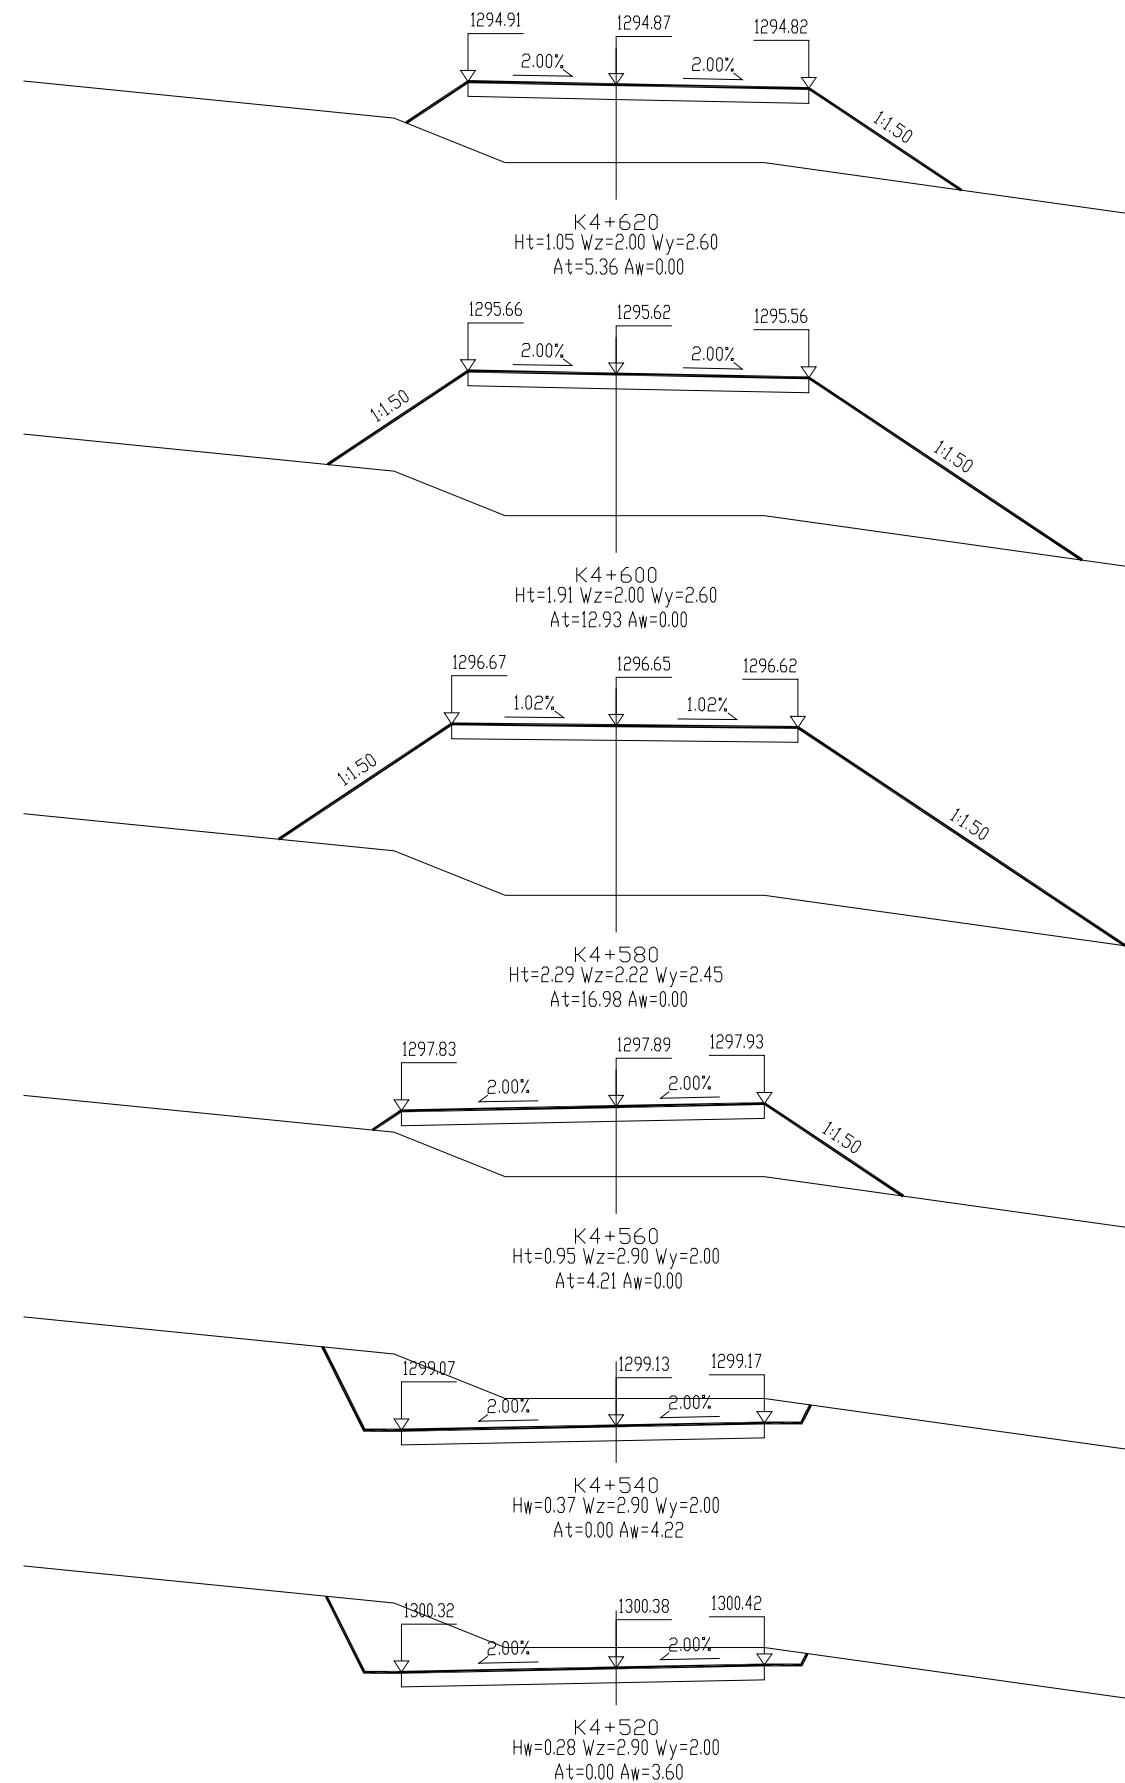 1294.91 1294.87 1294.82
2.00% 2.00%
1:1.50
K4+620
Ht=1.05 Wz=2.00 Wy=2.60
At=5.36 Aw=0.00
1295.66 1295.62 1295.56
2.00% 2.00%
1:1.50 1:1.50
K4+600
Ht=1.91 Wz=2.00 Wy=2.60
At=12.93 Aw=0.00
1296.67 1296.65 1296.62
1.02% 1.02%
1:1.50 1:1.50
K4+580
Ht=2.29 Wz=2.22 Wy=2.45
At=16.98 Aw=0.00
1297.83 1297.89 1297.93
2.00% 2.00%
1:1.50
K4+560
Ht=0.95 Wz=2.90 Wy=2.00
At=4.21 Aw=0.00
1299.07 1299.13 1299.17
2.00% 2.00%
K4+540
Hw=0.37 Wz=2.90 Wy=2.00
At=0.00 Aw=4.22
1300.32 1300.38 1300.42
2.00% 2.00%
K4+520
Hw=0.28 Wz=2.90 Wy=2.00
At=0.00 Aw=3.60